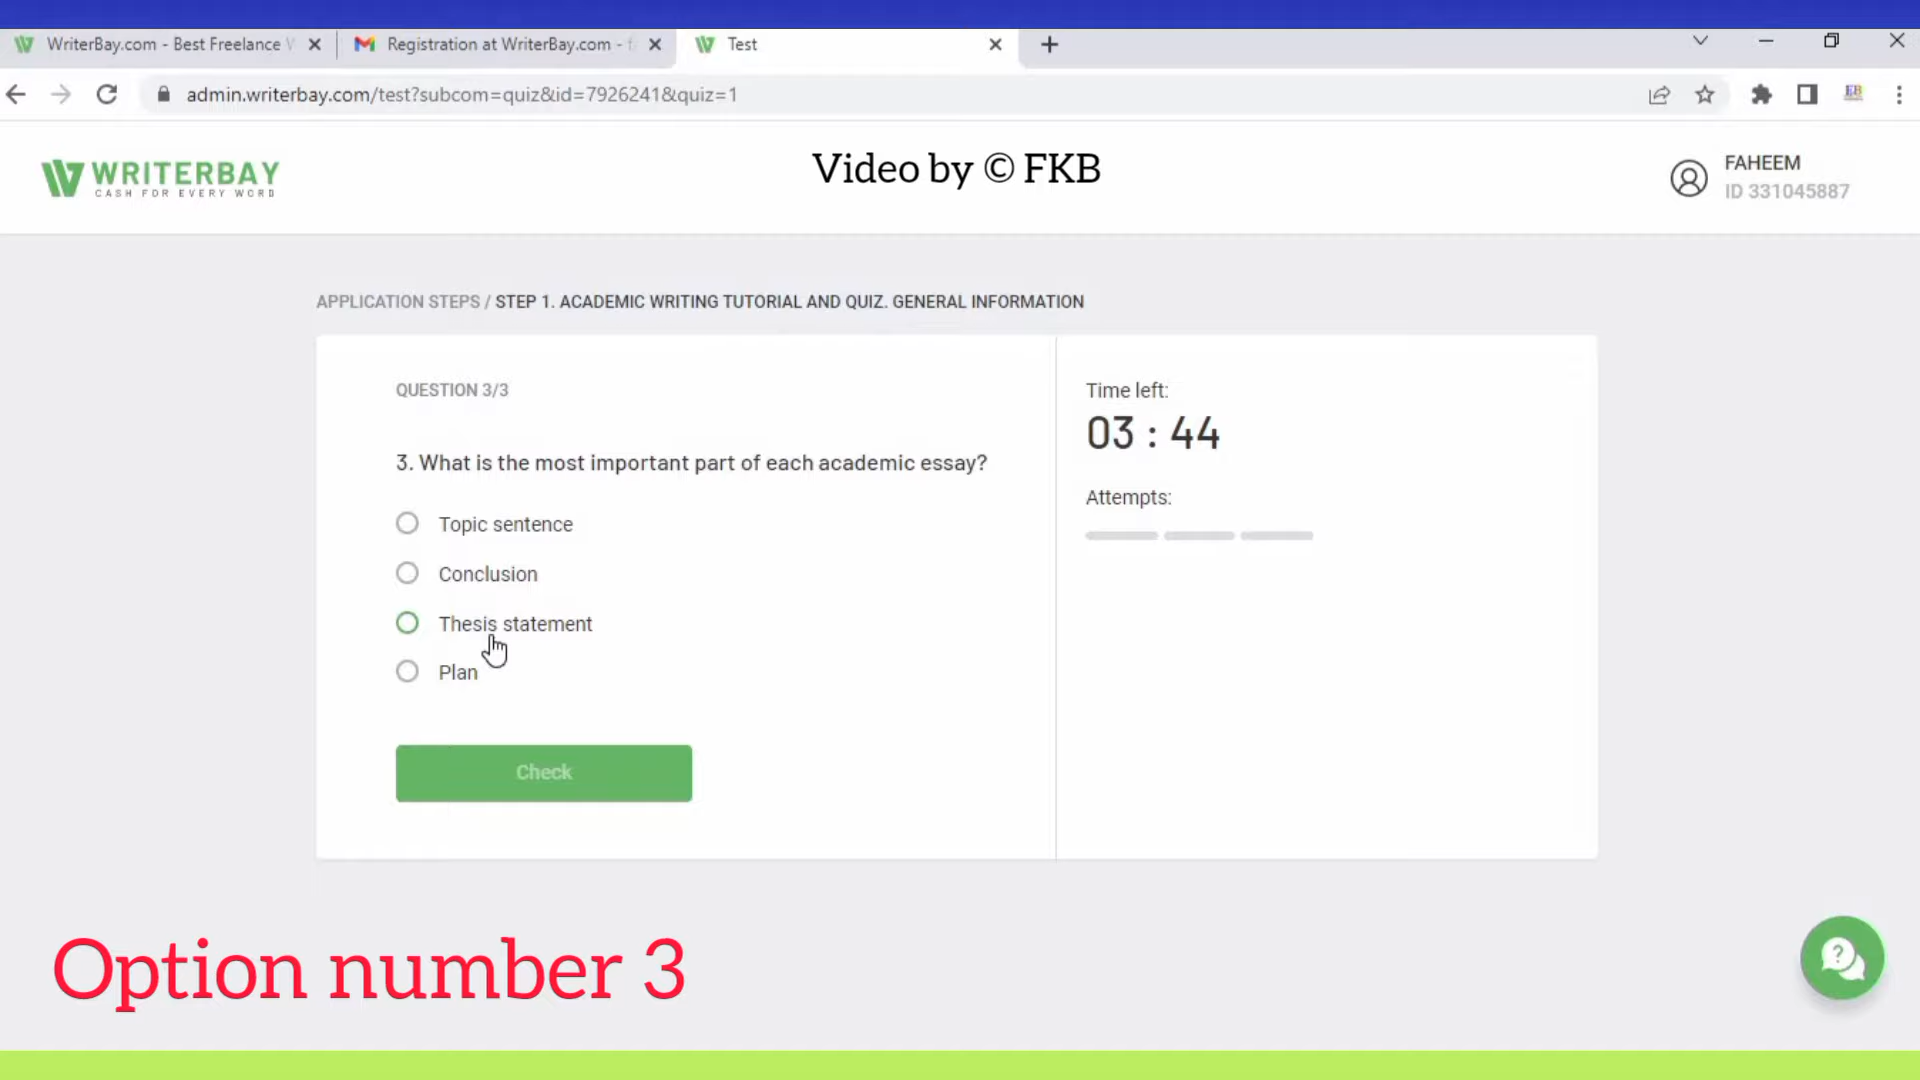 WriterBay.com - Best Freelance
Registration at WriterBay.com -
Test
admin.writerbay.com/test?subcom=quiz&id=7926241&quiz=1
WRITERBAY
CASH FOR EVERY WORD
Video by © FKB
FAHEEM
ID 331045887
APPLICATION STEPS / STEP 1. ACADEMIC WRITING TUTORIAL AND QUIZ. GENERAL INFORMATION
QUESTION 3/3
3. What is the most important part of each academic essay?
Topic sentence
Conclusion
Thesis statement
Plan
Check
Time left:
03 : 44
Attempts:
Option number 3